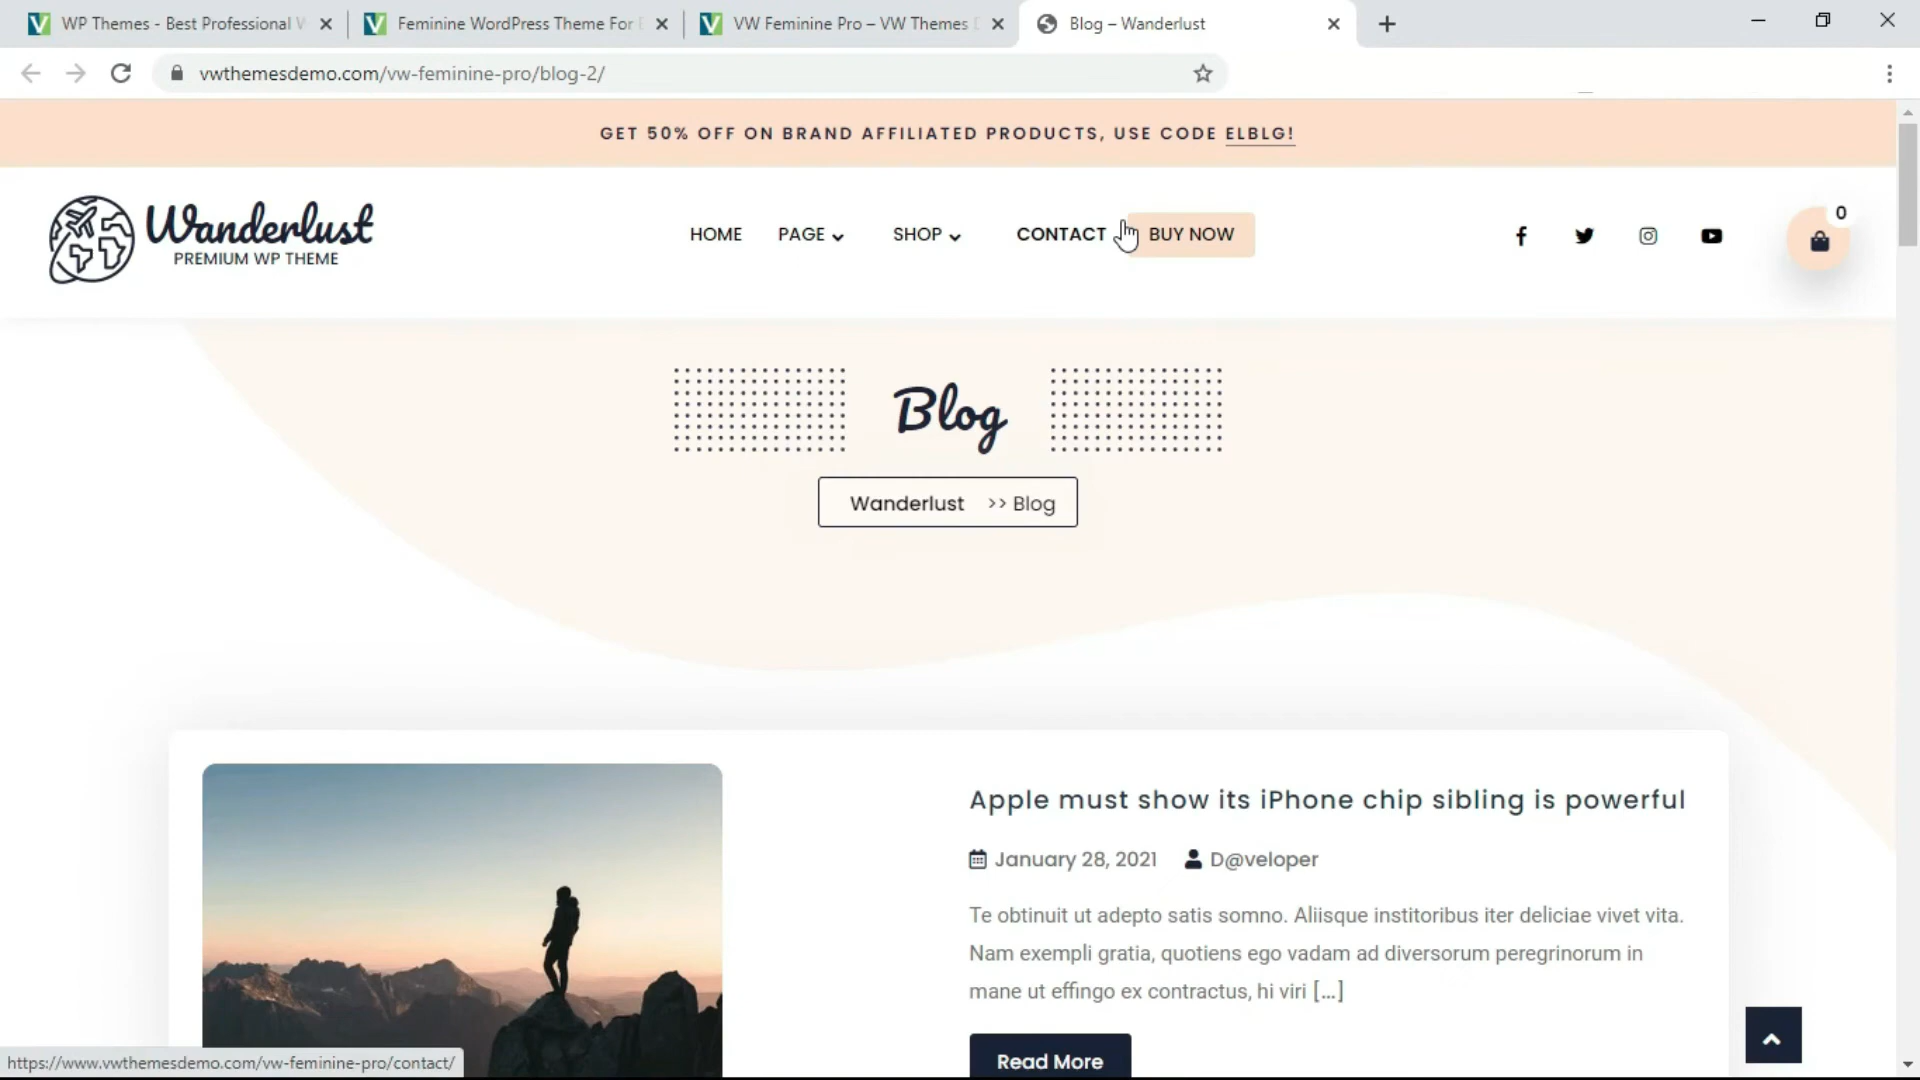 WP Themes - Best Professional W
Feminine WordPress Theme For E
VW Feminine Pro – VW Themes D
Blog – Wanderlust
vwthemesdemo.com/vw-feminine-pro/blog-2/
GET 50% OFF ON BRAND AFFILIATED PRODUCTS, USE CODE ELBLG!
Wanderlust
PREMIUM WP THEME
HOME PAGE SHOP CONTACT BUY NOW
0
Blog
Wanderlust >> Blog
Apple must show its iPhone chip sibling is powerful
January 28, 2021 D@veloper
Te obtinuit ut adepto satis somno. Aliisque institoribus iter deliciae vivet vita.
Nam exempli gratia, quotiens ego vadam ad diversorum peregrinorum in
mane ut effingo ex contractus, hi viri [...]
Read More
https://www.vwthemesdemo.com/vw-feminine-pro/contact/